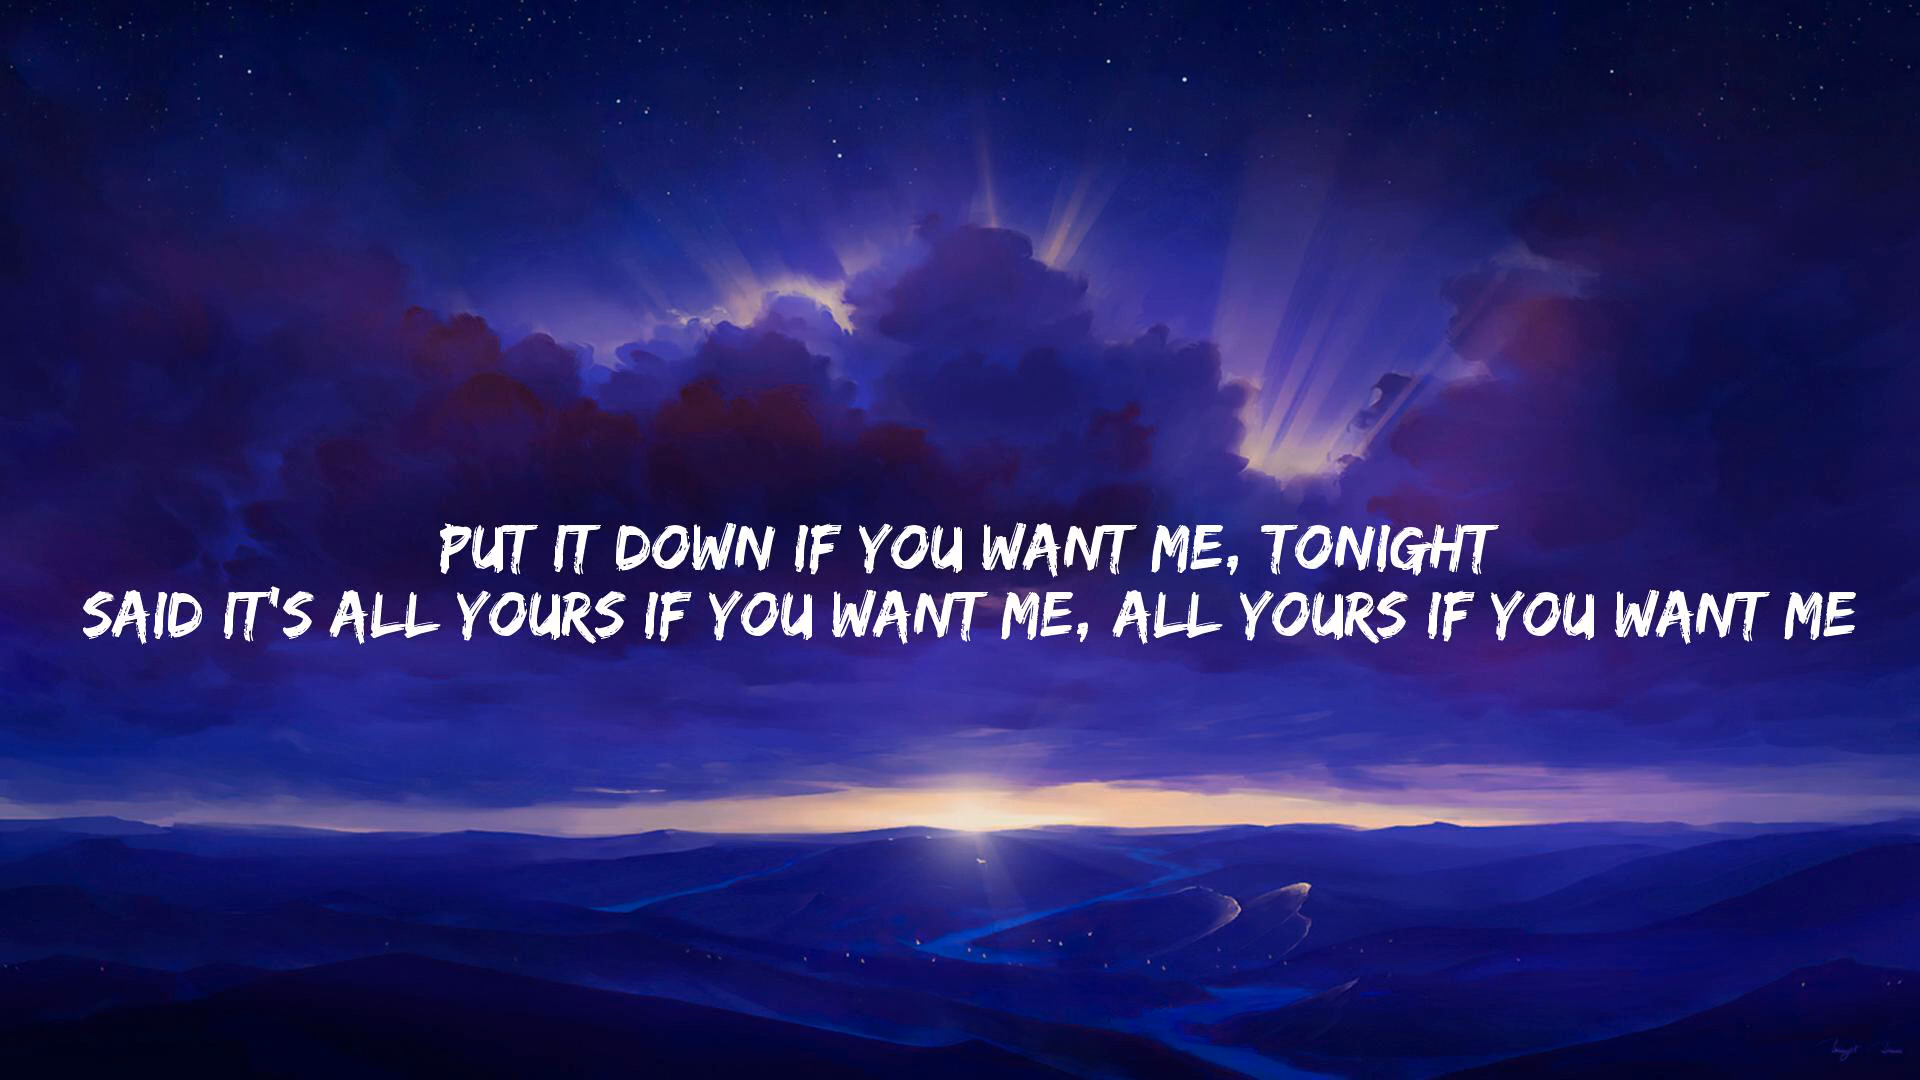 PUT IT DOWN IF YOU WANT ME, TONIGHT
SAID IT'S ALL YOURS IF YOU WANT ME, ALL YOURS IF YOU WANT ME